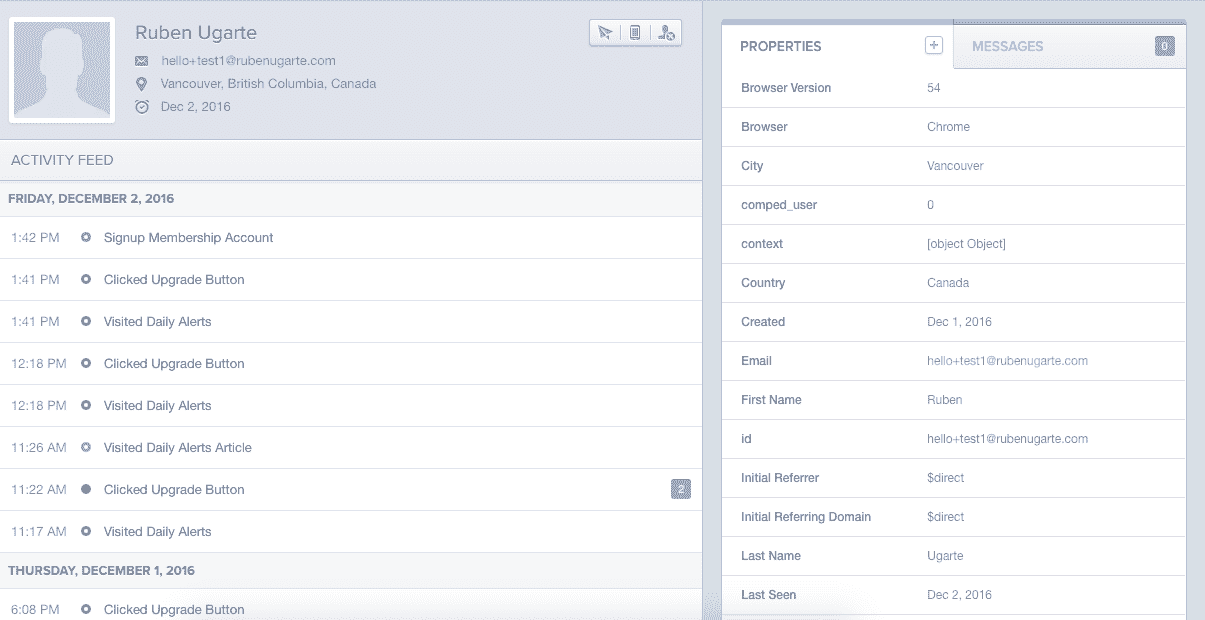 Ruben Ugarte
hello+test1@rubenugarte.com
Vancouver, British Columbia, Canada
Dec 2, 2016
ACTIVITY FEED
FRIDAY, DECEMBER 2, 2016
1:42 PM Signup Membership Account
1:41 PM Clicked Upgrade Button
1:41 PM Visited Daily Alerts
12:18 PM Clicked Upgrade Button
12:18 PM Visited Daily Alerts
11:26 AM Visited Daily Alerts Article
11:22 AM Clicked Upgrade Button 2
11:17 AM Visited Daily Alerts
THURSDAY, DECEMBER 1, 2016
6:08 PM Clicked Upgrade Button
PROPERTIES + MESSAGES 0
Browser Version 54
Browser Chrome
City Vancouver
comped_user 0
context [object Object]
Country Canada
Created Dec 1, 2016
Email hello+test1@rubenugarte.com
First Name Ruben
id hello+test1@rubenugarte.com
Initial Referrer $direct
Initial Referring Domain $direct
Last Name Ugarte
Last Seen Dec 2, 2016